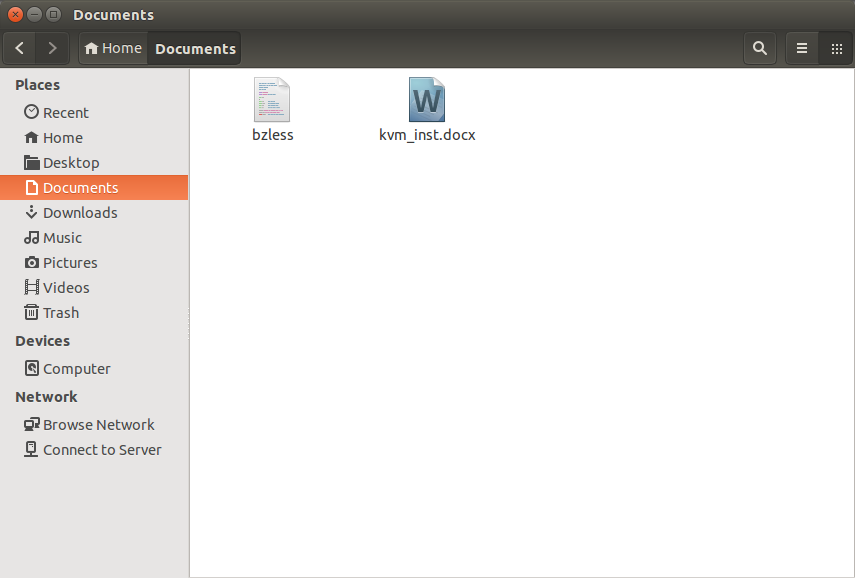 Documents
Home Documents
Places
Recent
Home
Desktop
Documents
Downloads
Music
Pictures
Videos
Trash
Devices
Computer
Network
Browse Network
Connect to Server
bzless
W
kvm_inst.docx